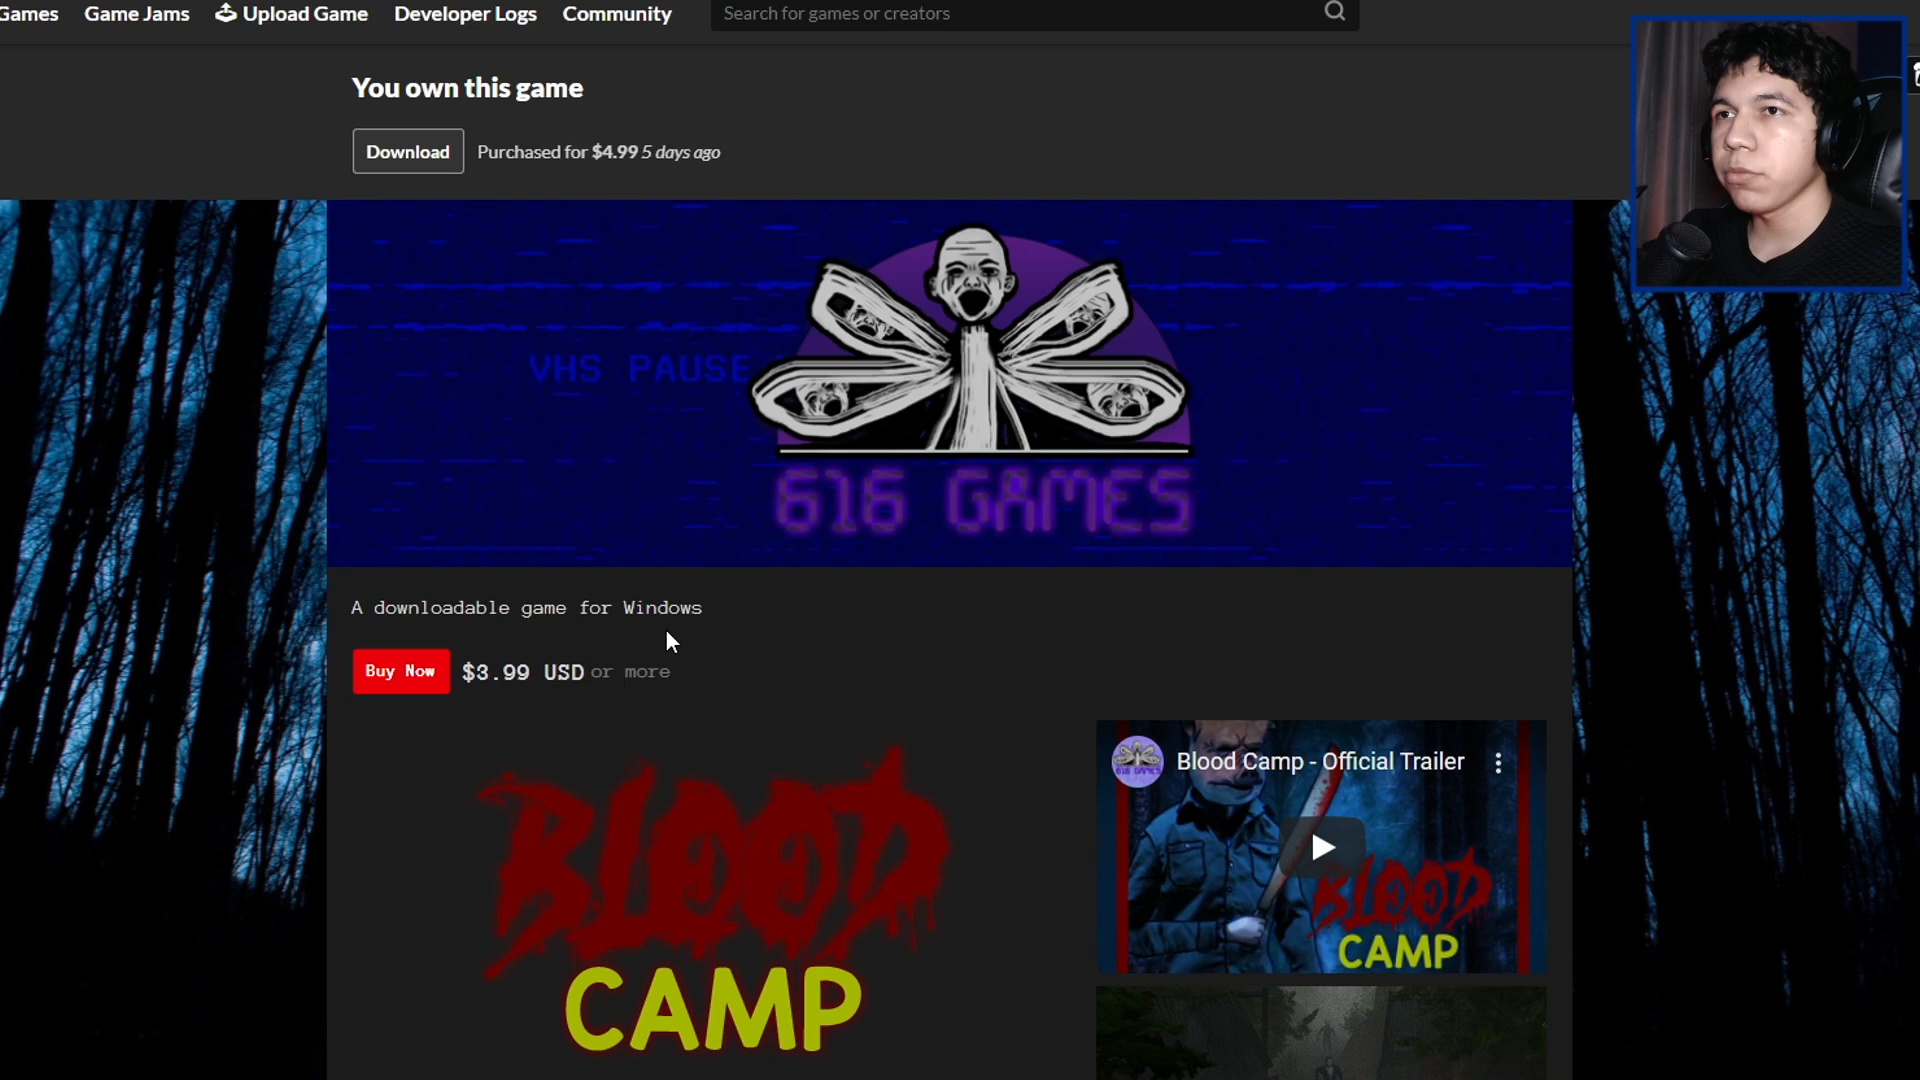 Games Game Jams Upload Game Developer Logs Community Search for games or creators
You own this game
Download Purchased for $4.99 5 days ago
VHS PAUSE
616 GAMES
A downloadable game for Windows
Buy Now $3.99 USD or more
Blood Camp - Official Trailer
616 GAMES
BLOOD
CAMP
BLOOD
CAMP